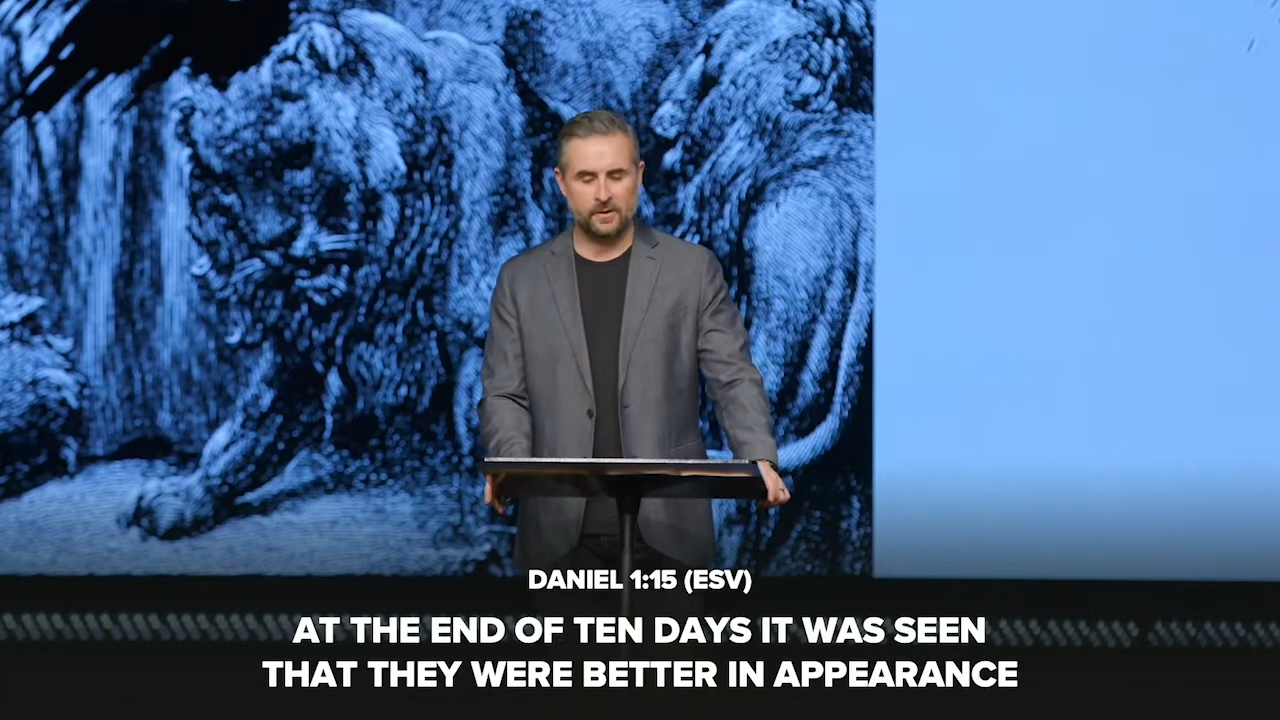 DANIEL 1:15 (ESV)
AT THE END OF TEN DAYS IT WAS SEEN
THAT THEY WERE BETTER IN APPEARANCE